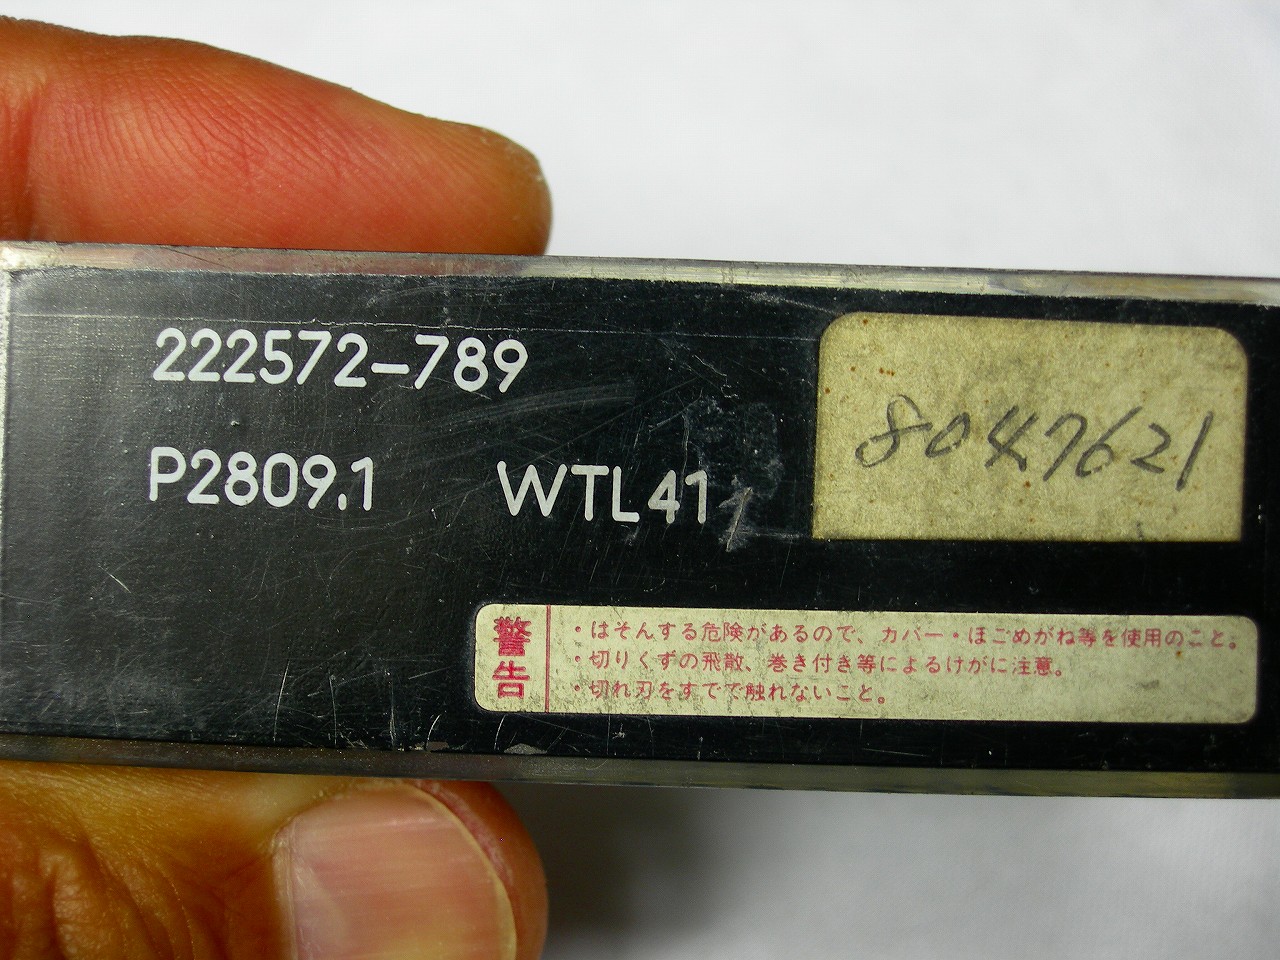 222572-789
P2809.1 WTL41
8047621
警告
・はそんする危険があるので、カバー・ほごめがね等を使用のこと。
・切りくずの飛散、巻き付き等によるけがに注意。
・切れ刃をすでで触れないこと。